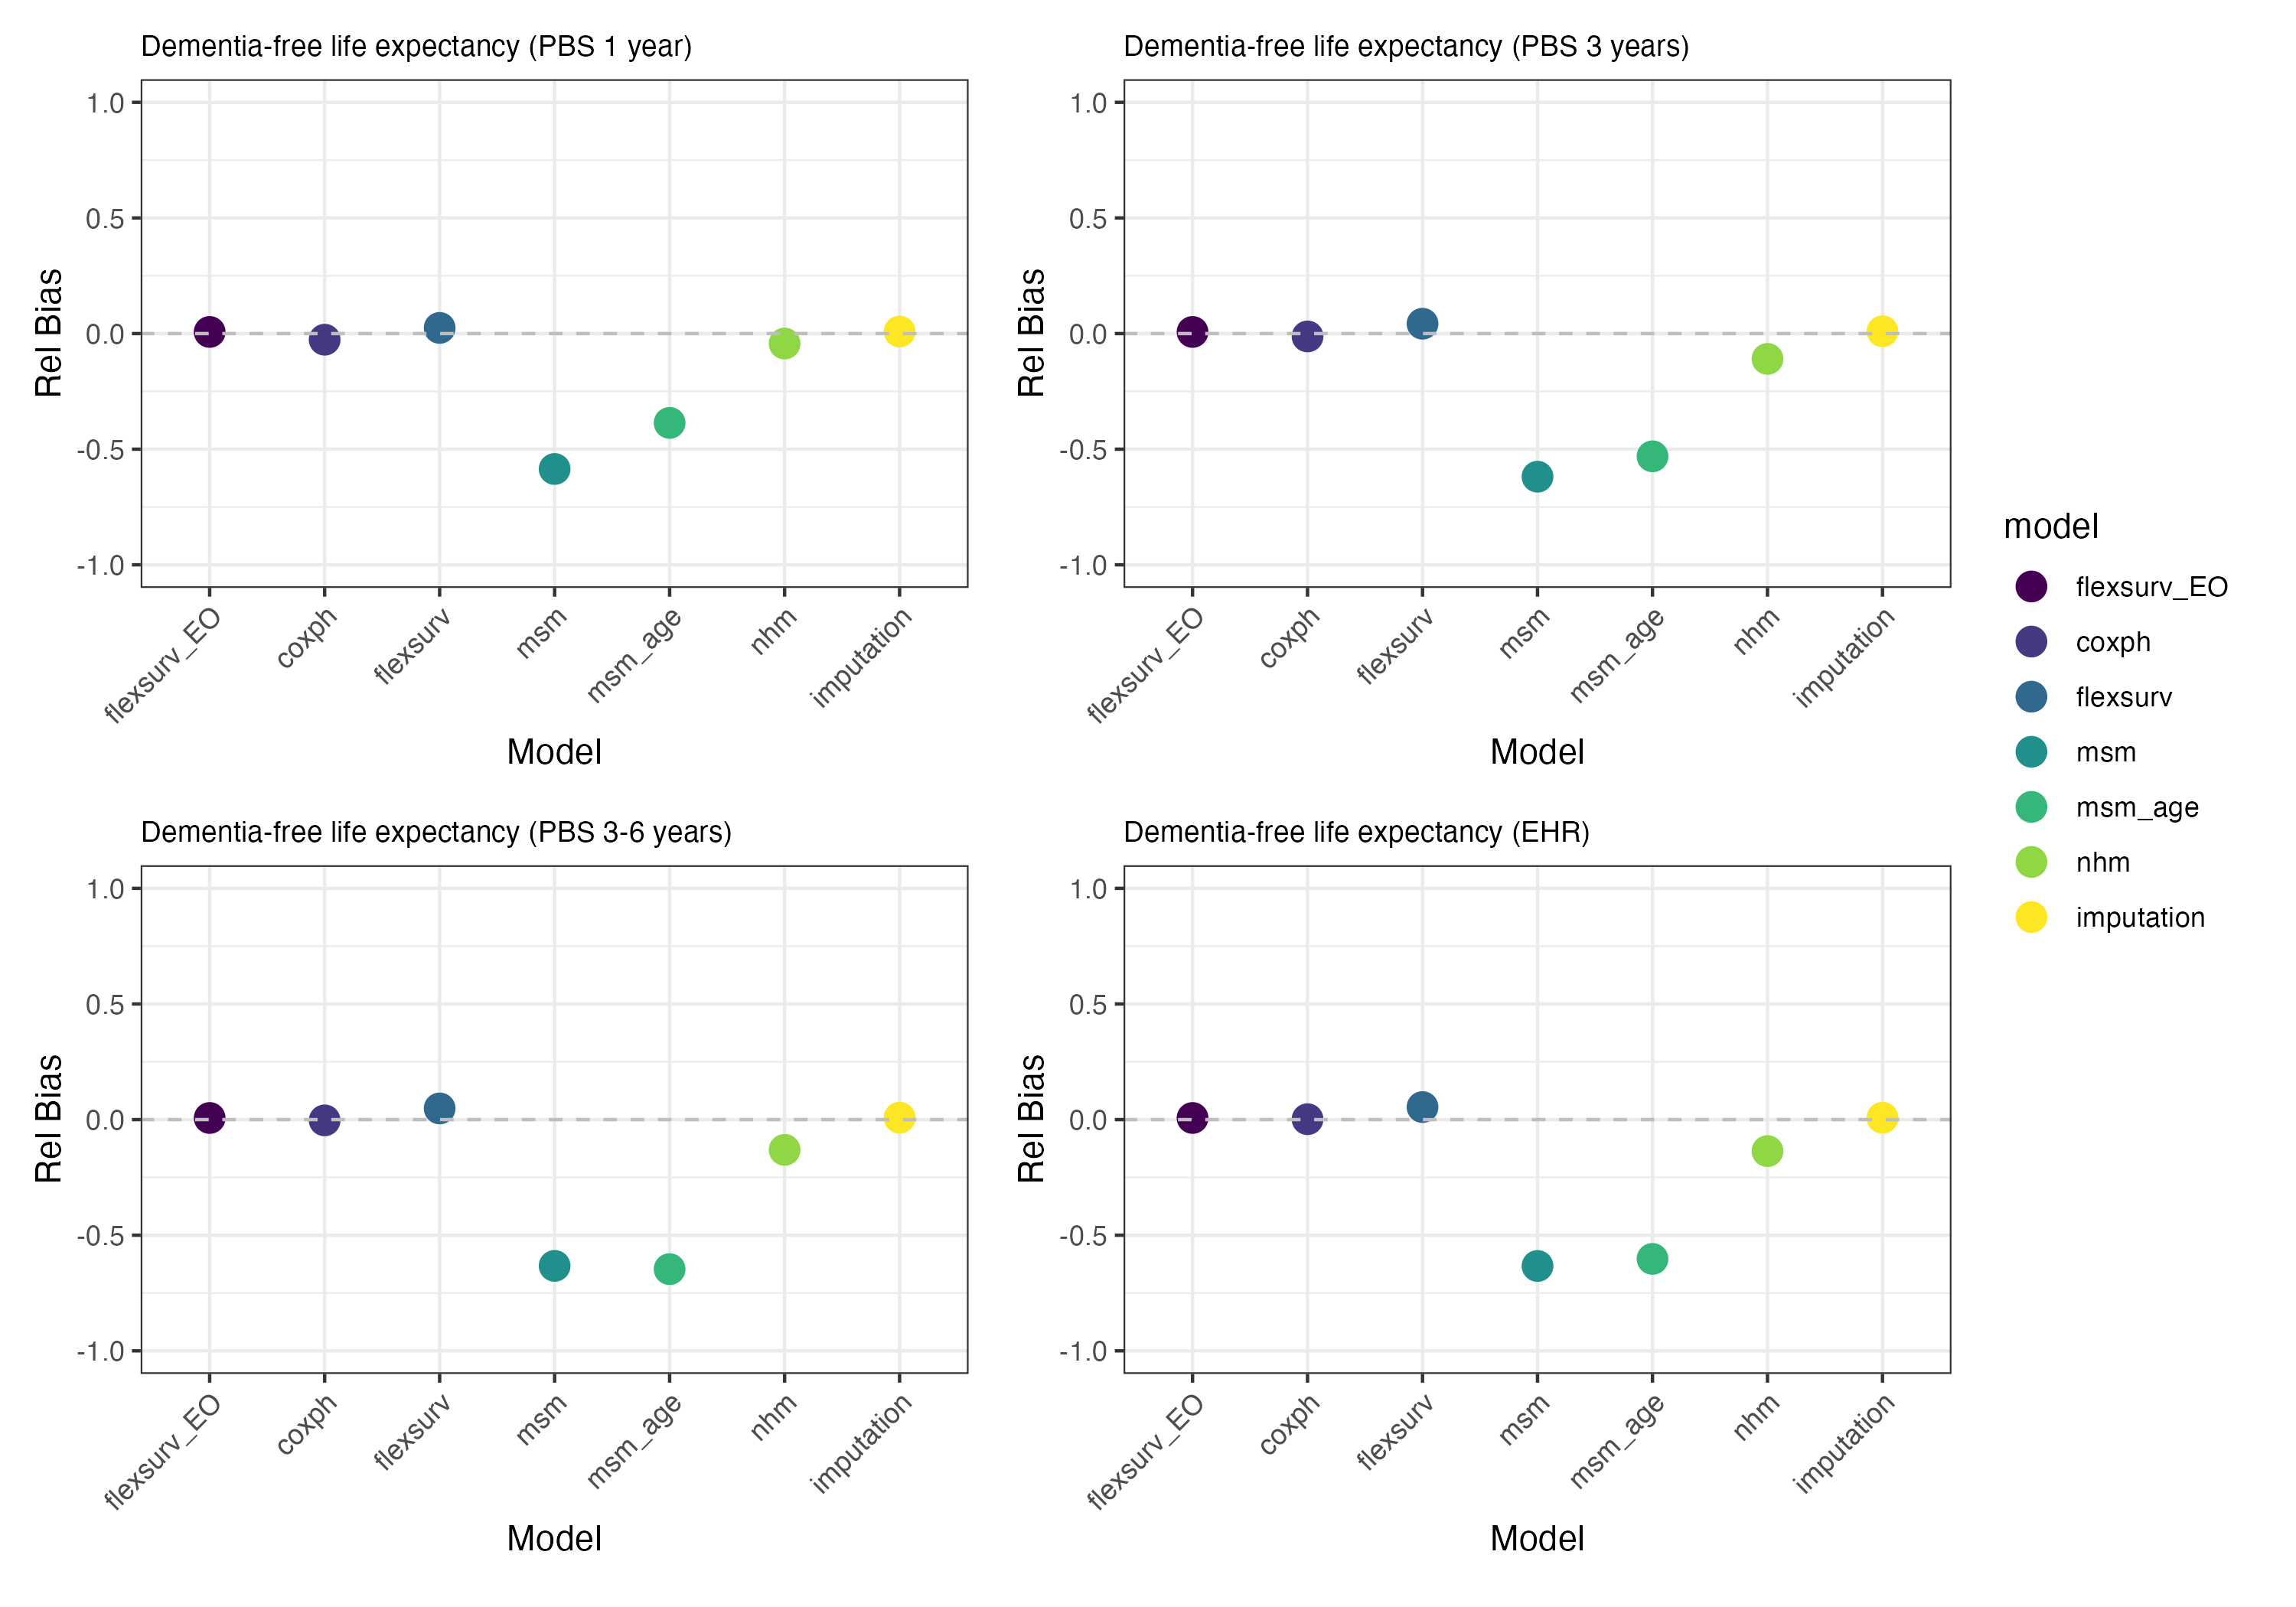 Dementia-free life expectancy (PBS 1 year)
1.0
0.5
0.0
-0.5
-1.0
Rel Bias
flexsurv_EO
coxph
flexsurv
msm
msm_age
nhm
imputation
Model
Dementia-free life expectancy (PBS 3 years)
1.0
0.5
0.0
-0.5
-1.0
Rel Bias
flexsurv_EO
coxph
flexsurv
msm
msm_age
nhm
imputation
Model
Dementia-free life expectancy (PBS 3-6 years)
1.0
0.5
0.0
-0.5
-1.0
Rel Bias
flexsurv_EO
coxph
flexsurv
msm
msm_age
nhm
imputation
Model
Dementia-free life expectancy (EHR)
1.0
0.5
0.0
-0.5
-1.0
Rel Bias
flexsurv_EO
coxph
flexsurv
msm
msm_age
nhm
imputation
Model
model
flexsurv_EO
coxph
flexsurv
msm
msm_age
nhm
imputation